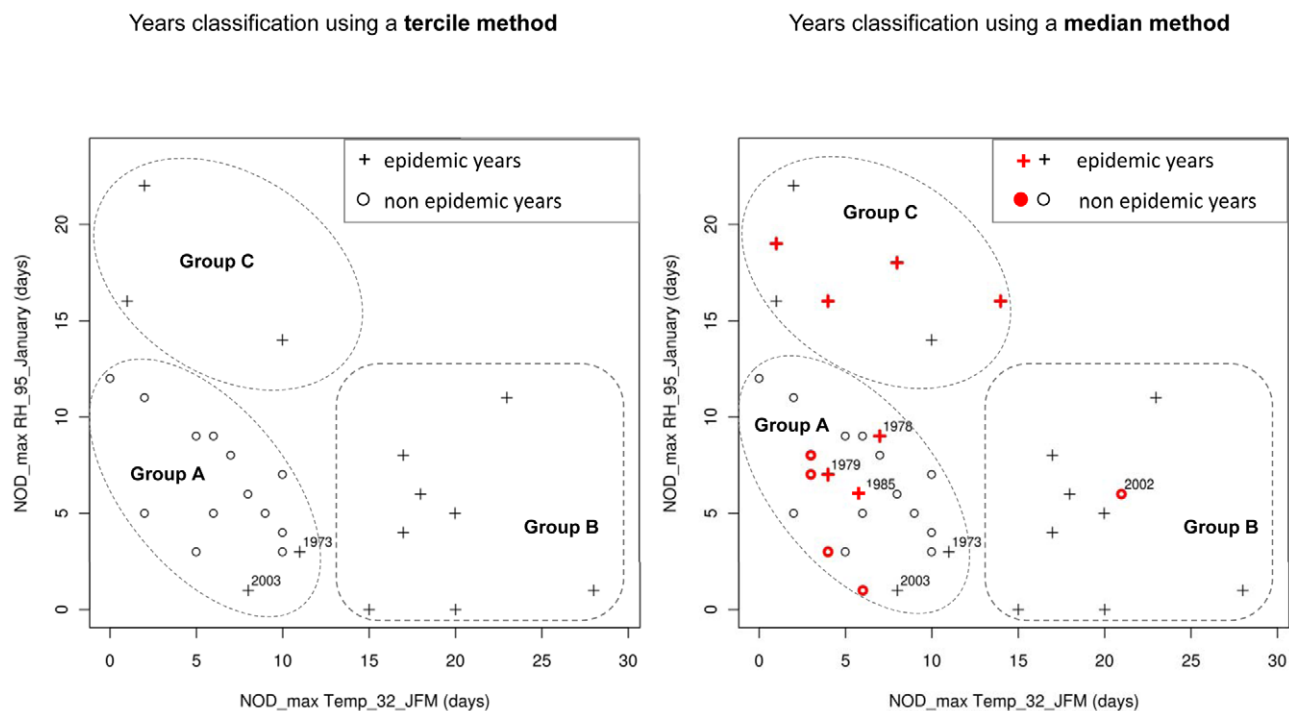 Years classification using a tercile method
epidemic years
non epidemic years
Group C
Group A
Group B
1973
2003
0
5
10
15
20
0
5
10
15
20
25
30
NOD_max RH_95_January (days)
NOD_max Temp_32_JFM (days)
Years classification using a median method
epidemic years
non epidemic years
Group C
Group A
1978
1979
1985
2002
Group B
1973
2003
0
5
10
15
20
0
5
10
15
20
25
30
NOD_max RH_95_January (days)
NOD_max Temp_32_JFM (days)